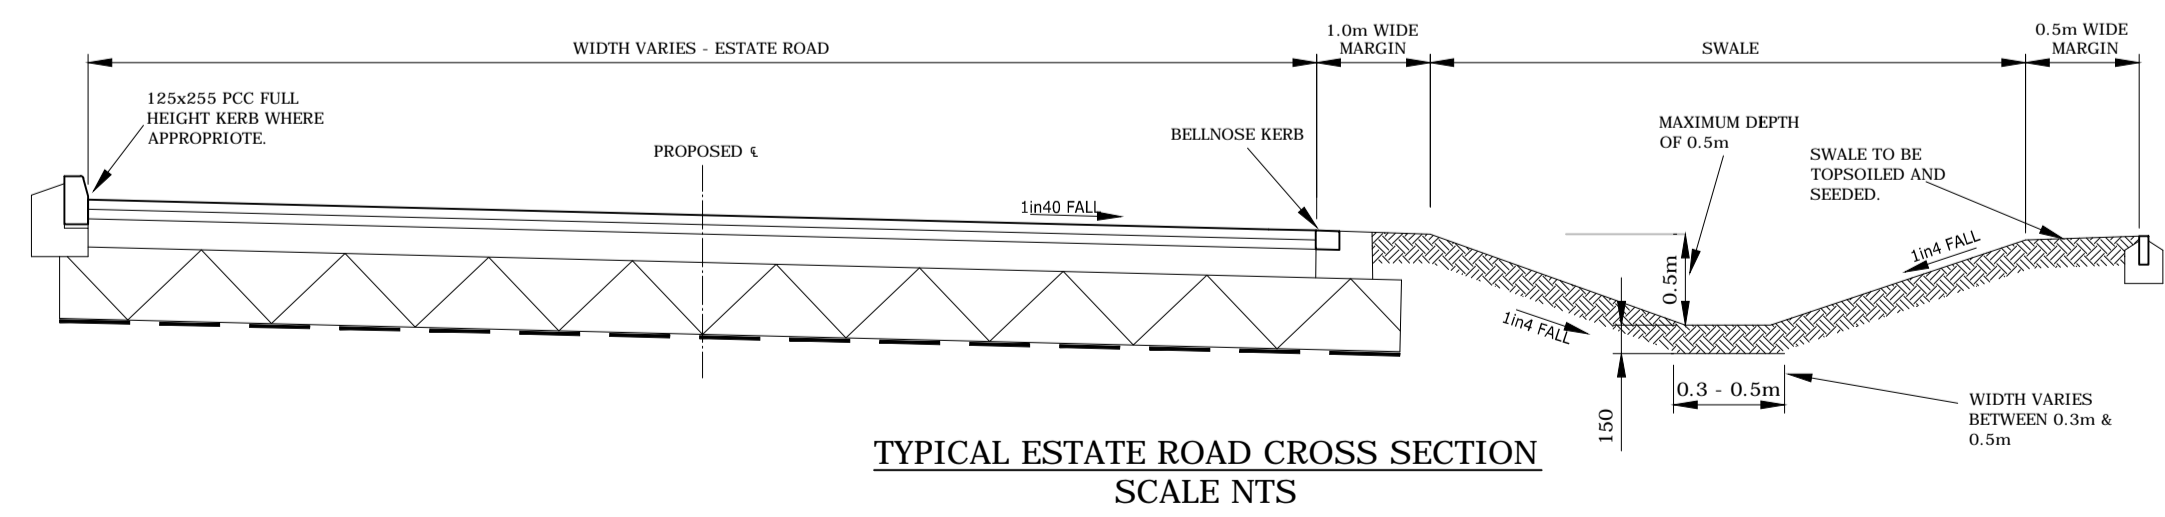 WIDTH VARIES - ESTATE ROAD
1.0m WIDE
MARGIN
SWALE
0.5m WIDE
MARGIN
125x255 PCC FULL
HEIGHT KERB WHERE
APPROPRIOTE.
PROPOSED ℄
BELLNOSE KERB
MAXIMUM DEPTH
OF 0.5m
SWALE TO BE
TOPSOILED AND
SEEDED.
1in40 FALL
0.5m
1in4 FALL
1in4 FALL
0.3 - 0.5m
150
WIDTH VARIES
BETWEEN 0.3m &
0.5m
TYPICAL ESTATE ROAD CROSS SECTION
SCALE NTS